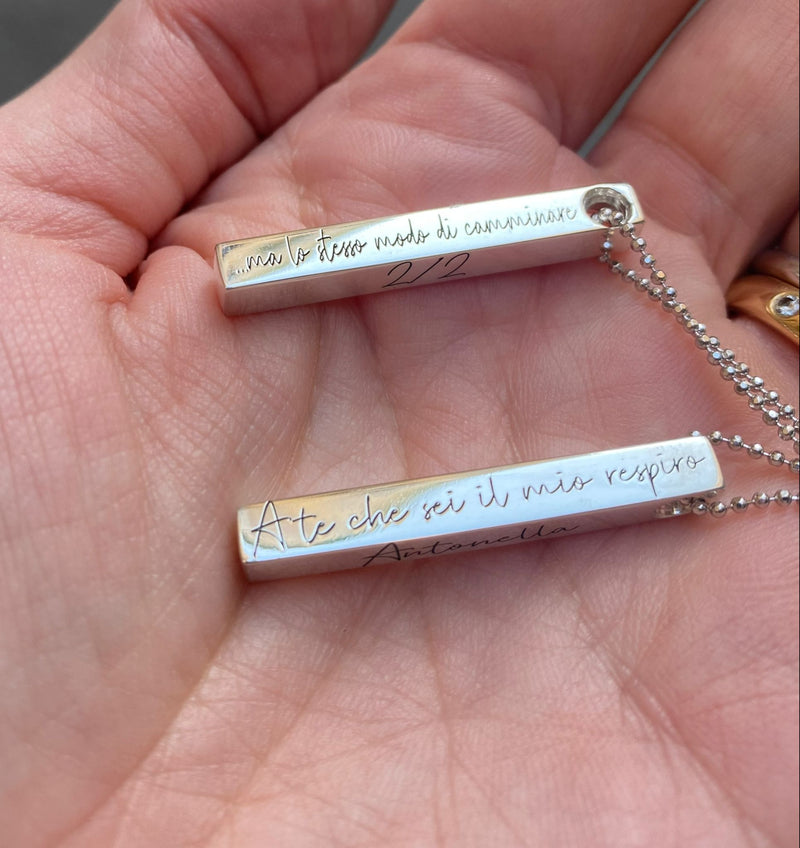 ...ma lo stesso modo di camminare
2/2
A te che sei il mio respiro
Antonella